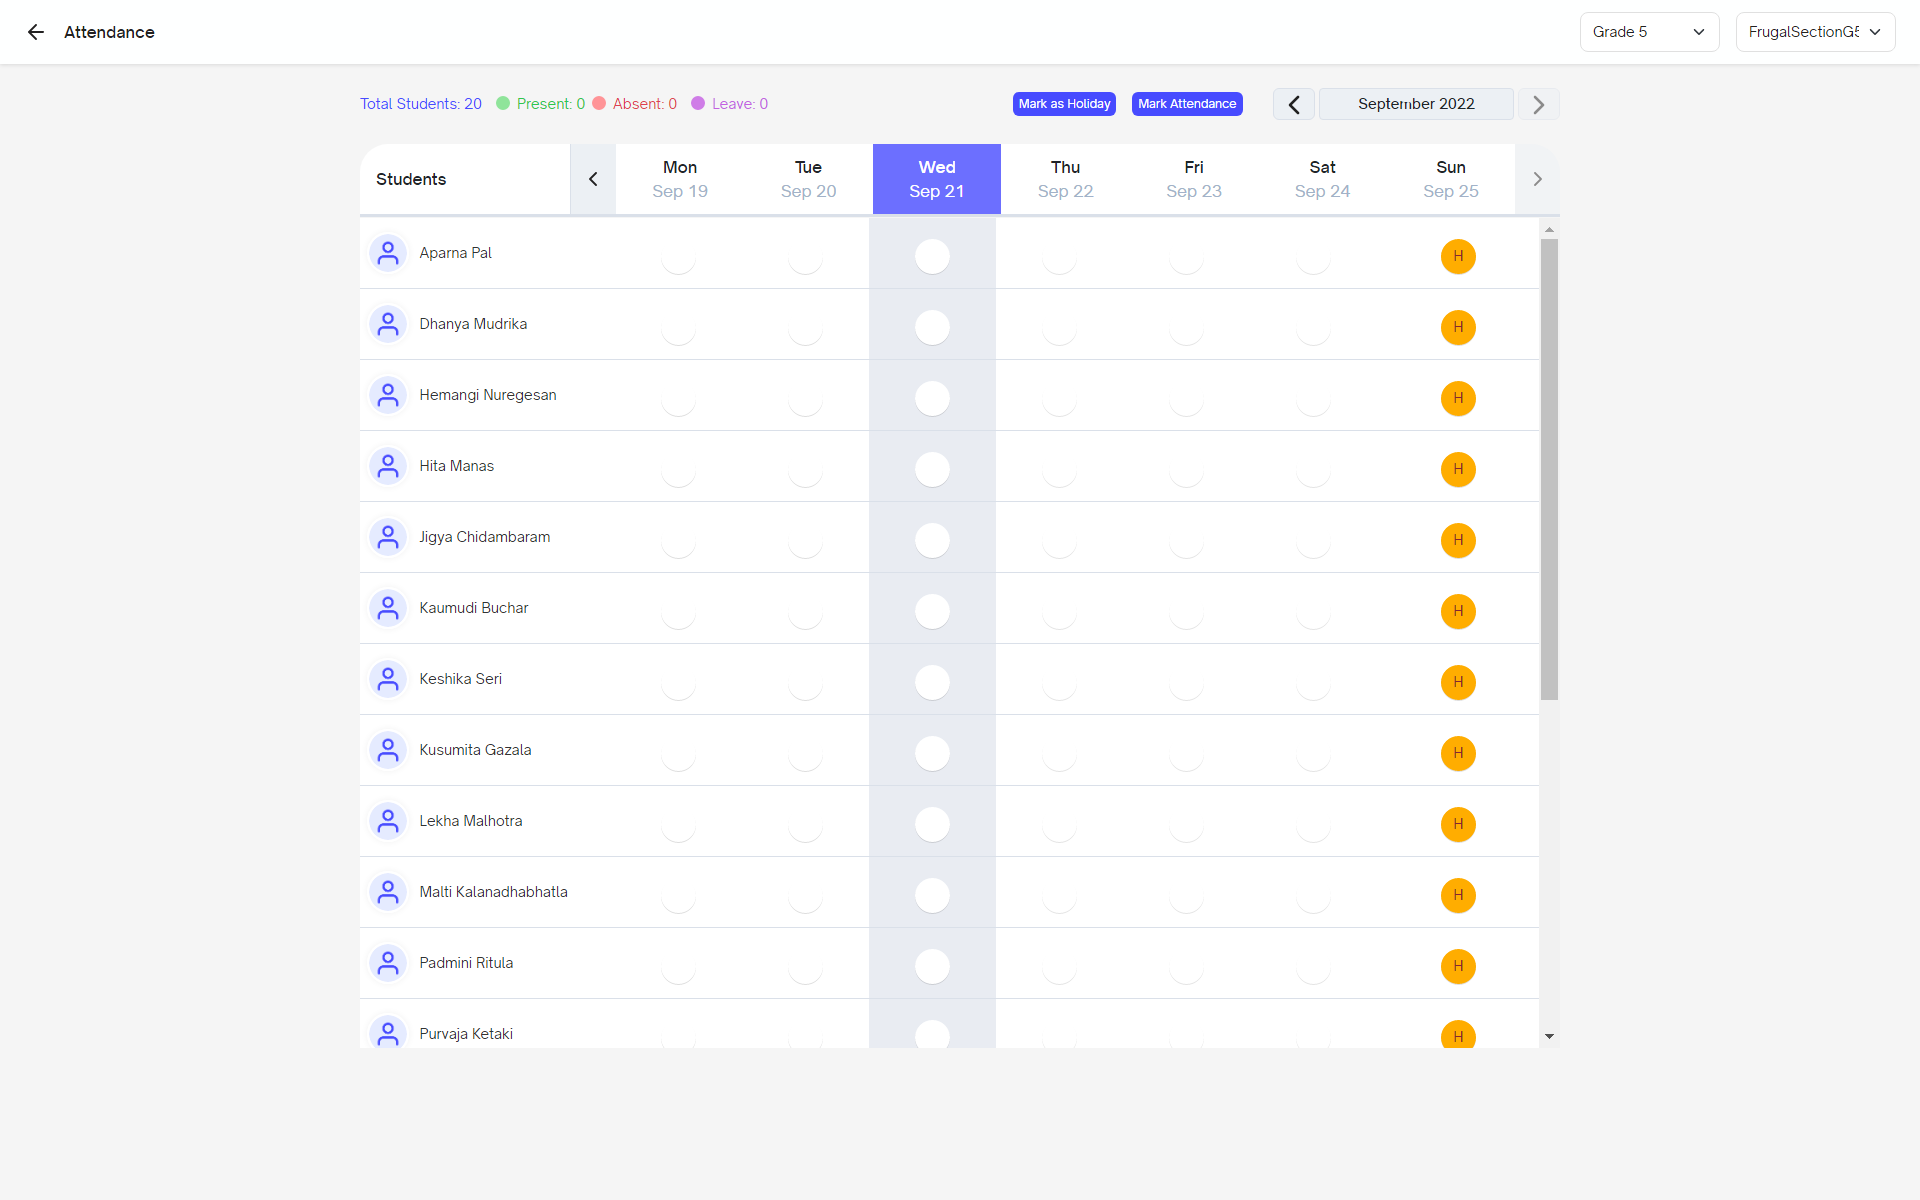 Attendance
Grade 5
FrugalSectionG5
Total Students: 20 Present: 0 Absent: 0 Leave: 0
Mark as Holiday
Mark Attendance
September 2022
Students
Mon Tue Wed Thu Fri Sat Sun
Sep 19 Sep 20 Sep 21 Sep 22 Sep 23 Sep 24 Sep 25
Aparna Pal H
Dhanya Mudrika H
Hemangi Nuregesan H
Hita Manas H
Jigya Chidambaram H
Kaumudi Buchar H
Keshika Seri H
Kusumita Gazala H
Lekha Malhotra H
Malti Kalanadhabhatla H
Padmini Ritula H
Purvaja Ketaki H